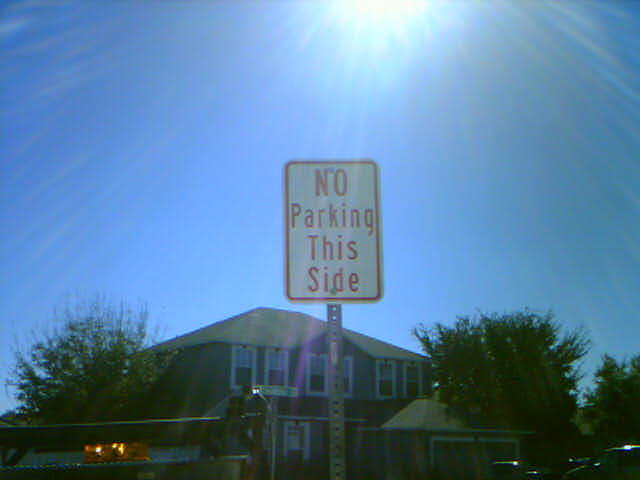 NO
Parking
This
Side